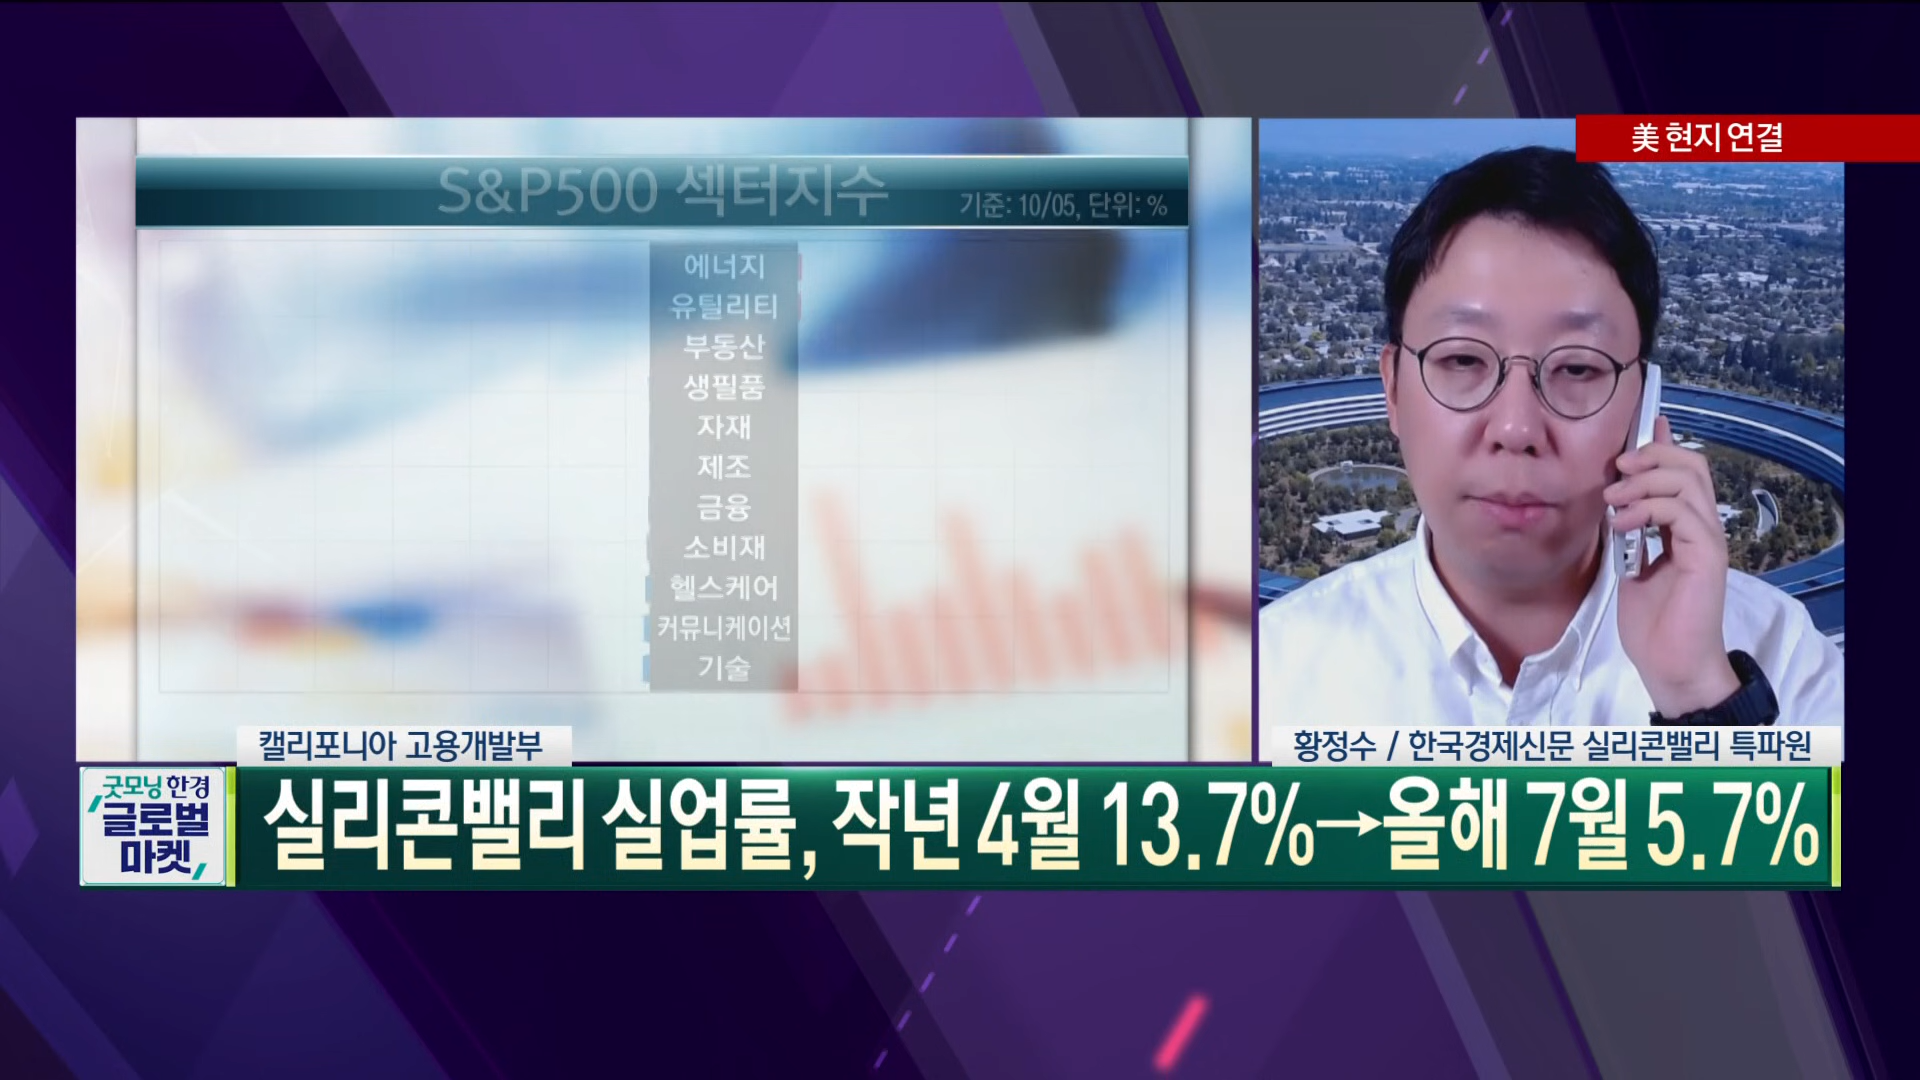 美 현지 연결
S&P500 섹터지수
기준: 10/05, 단위: %
에너지
유틸리티
부동산
생필품
자재
제조
금융
소비재
헬스케어
커뮤니케이션
기술
캘리포니아 고용개발부
황정수 / 한국경제신문 실리콘밸리 특파원
굿모닝 한경
글로벌
마켓
실리콘밸리 실업률, 작년 4월 13.7%→올해 7월 5.7%